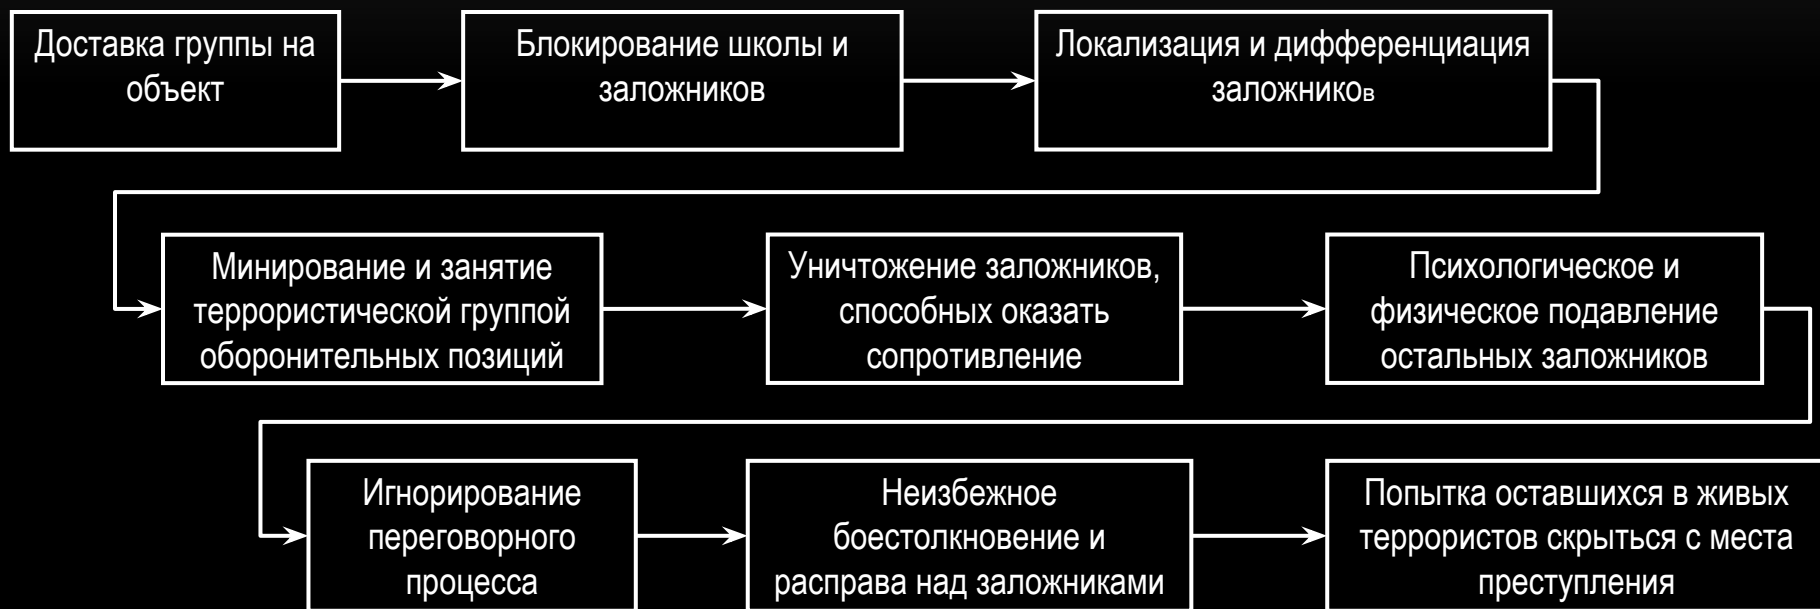 Доставка группы на
объект
Блокирование школы и
заложников
Локализация и дифференциация
заложников
Минирование и занятие
террористической группой
оборонительных позиций
Уничтожение заложников,
способных оказать
сопротивление
Психологическое и
физическое подавление
остальных заложников
Игнорирование
переговорного
процесса
Неизбежное
боестолкновение и
расправа над заложниками
Попытка оставшихся в живых
террористов скрыться с места
преступления